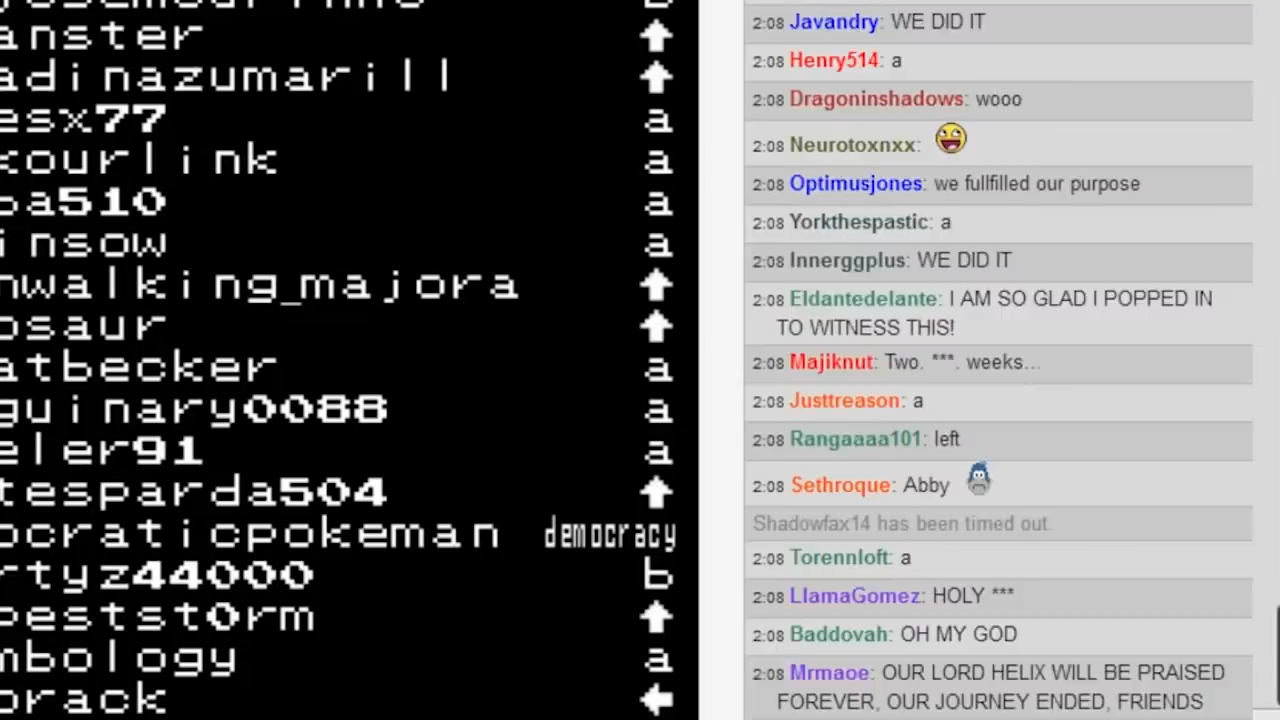 anster ⬆
adinazumarill ⬆
esx77 a
kourlink a
510 a
insow a
walking_majora ⬆
osaur ⬆
atbecker a
guinary0088 a
eler91 a
tesparda504 ⬆
ocraticpokeman democracy
rtyz44000 b
pestst0rm ⬆
mbology a
orack ⬅
2:08 Javandry: WE DID IT
2:08 Henry514: a
2:08 Dragoninshadows: wooo
2:08 Neurotoxnxx:
2:08 Optimusjones: we fullfilled our purpose
2:08 Yorkthespastic: a
2:08 Innerggplus: WE DID IT
2:08 Eldantedelante: I AM SO GLAD I POPPED IN
TO WITNESS THIS!
2:08 Majiknut: Two. ***. weeks...
2:08 Justtreason: a
2:08 Rangaaaa101: left
2:08 Sethroque: Abby
Shadowfax14 has been timed out.
2:08 Torennloft: a
2:08 LlamaGomez: HOLY ***
2:08 Baddovah: OH MY GOD
2:08 Mrmaoe: OUR LORD HELIX WILL BE PRAISED
FOREVER, OUR JOURNEY ENDED, FRIENDS